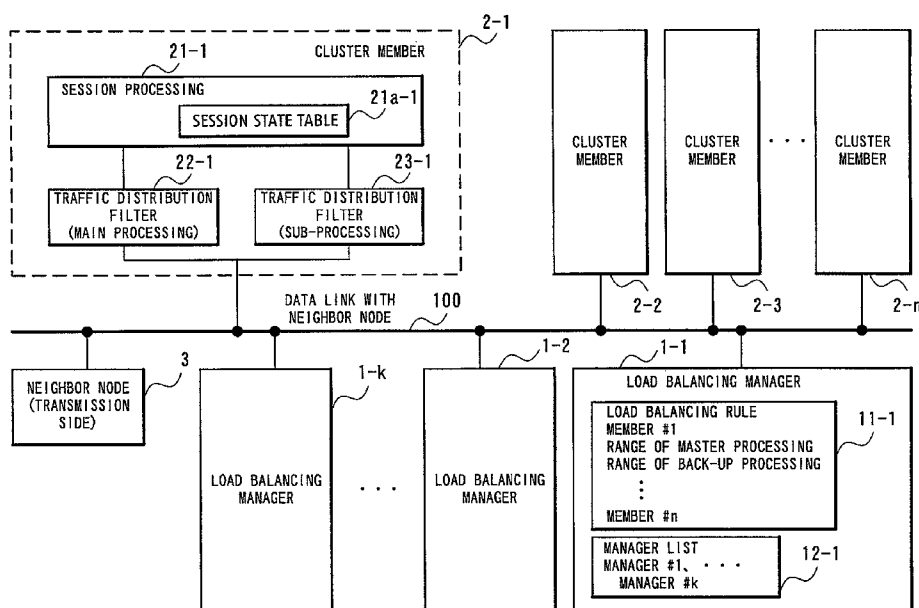 2-1
CLUSTER MEMBER
21-1
SESSION PROCESSING
21a-1
SESSION STATE TABLE
22-1
23-1
TRAFFIC DISTRIBUTION
FILTER
(MAIN PROCESSING)
TRAFFIC DISTRIBUTION
FILTER
(SUB-PROCESSING)
CLUSTER
MEMBER
CLUSTER
MEMBER
...
CLUSTER
MEMBER
2-2
2-3
2-n
DATA LINK WITH
NEIGHBOR NODE
100
3
NEIGHBOR NODE
(TRANSMISSION
SIDE)
1-k
LOAD BALANCING
MANAGER
...
1-2
LOAD BALANCING
MANAGER
1-1
LOAD BALANCING MANAGER
11-1
LOAD BALANCING RULE
MEMBER #1
RANGE OF MASTER PROCESSING
RANGE OF BACK-UP PROCESSING
⋮
MEMBER #n
12-1
MANAGER LIST
MANAGER #1、 ...
MANAGER #k